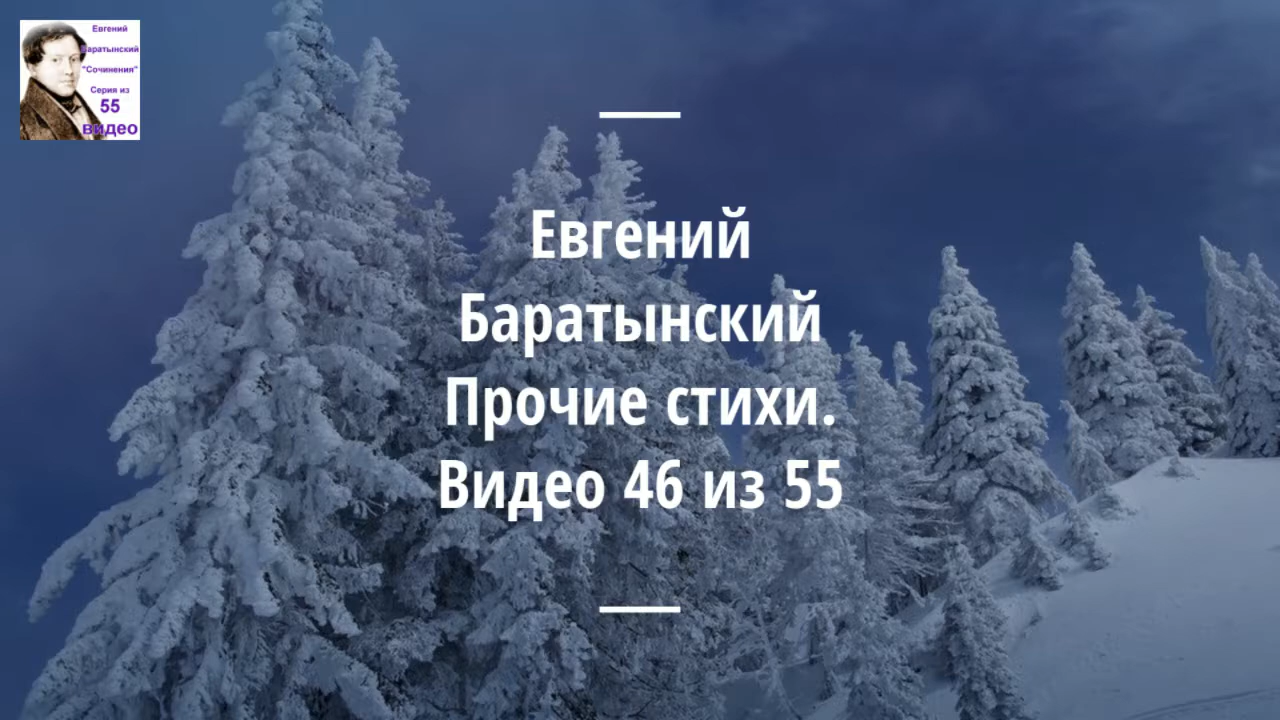 Евгений
Баратынский
"Сочинения"
Серия из
55
видео
Евгений
Баратынский
Прочие стихи.
Видео 46 из 55